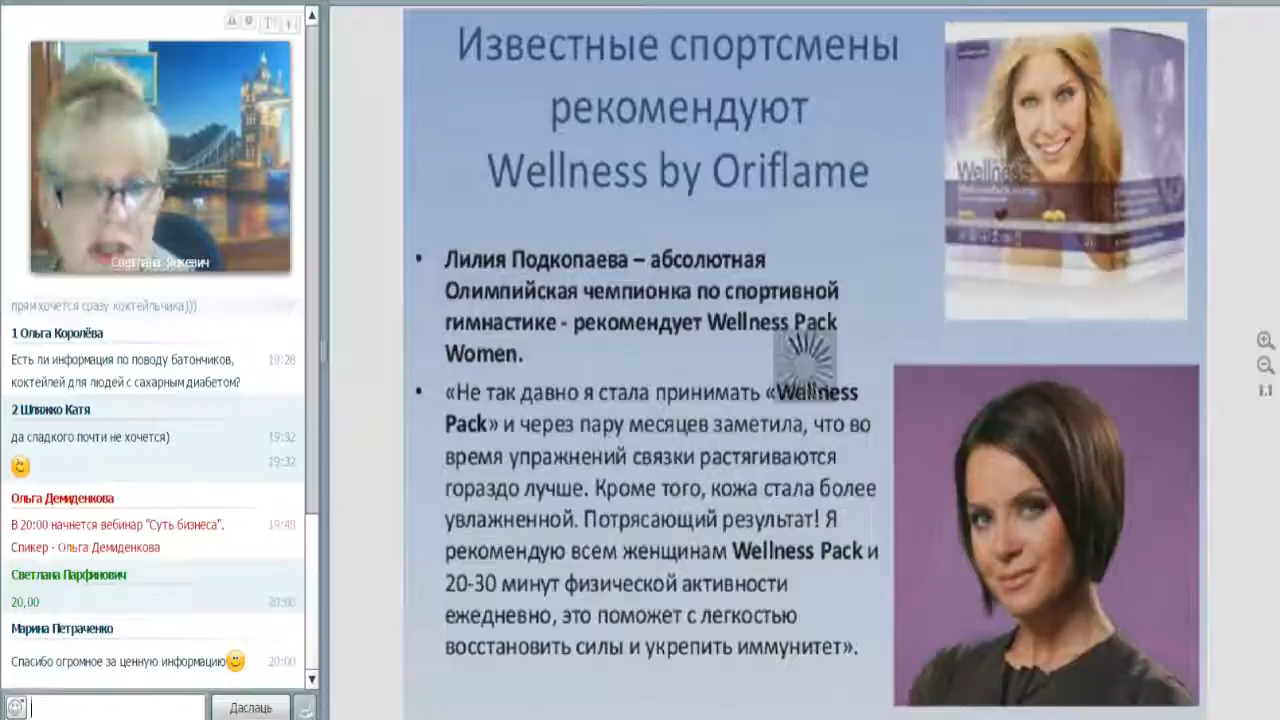 Светлана Янкевич
прям хочется сразу коктейльчика)))
1 Ольга Королёва
Есть ли информация по поводу батончиков, 19:28
коктейлей для людей с сахарным диабетом?
2 Шляжко Катя
да сладкого почти не хочется) 19:32
19:32
Ольга Демиденкова
В 20:00 начнется вебинар "Суть бизнеса". 19:48
Спикер - Ольга Демиденкова
Светлана Парфинович
20,00 20:00
Марина Петраченко
Спасибо огромное за ценную информацию 20:00
Даслаць
Известные спортсмены
рекомендуют
Wellness by Oriflame
• Лилия Подкопаева – абсолютная
Олимпийская чемпионка по спортивной
гимнастике - рекомендует Wellness Pack
Women.
• «Не так давно я стала принимать «Wellness
Pack» и через пару месяцев заметила, что во
время упражнений связки растягиваются
гораздо лучше. Кроме того, кожа стала более
увлажненной. Потрясающий результат! Я
рекомендую всем женщинам Wellness Pack и
20-30 минут физической активности
ежедневно, это поможет с легкостью
восстановить силы и укрепить иммунитет».
Wellness
1:1